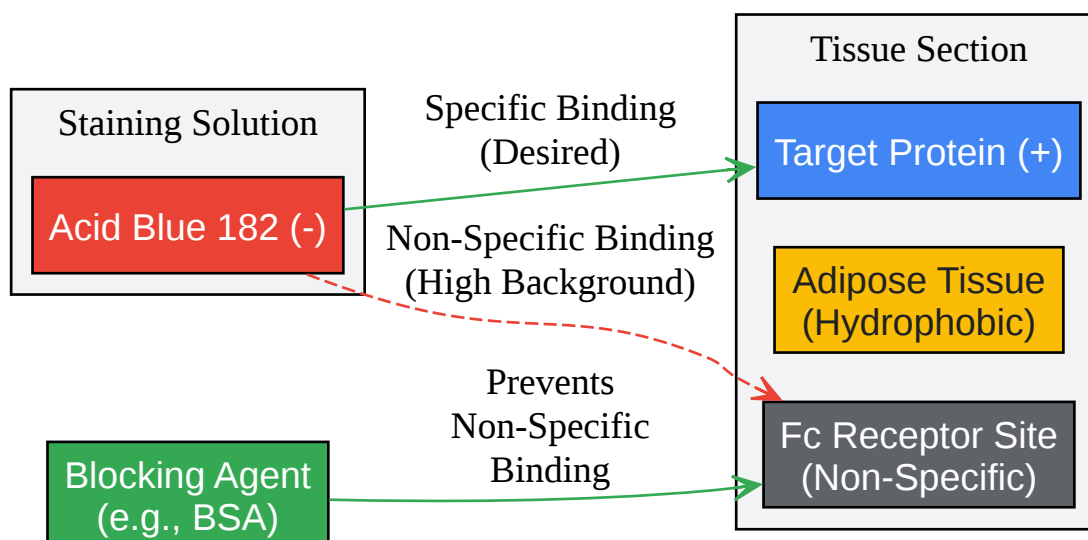 Staining Solution
Acid Blue 182 (-)
Specific Binding
(Desired)
Non-Specific Binding
(High Background)
Prevents
Non-Specific
Binding
Blocking Agent
(e.g., BSA)
Tissue Section
Target Protein (+)
Adipose Tissue
(Hydrophobic)
Fc Receptor Site
(Non-Specific)